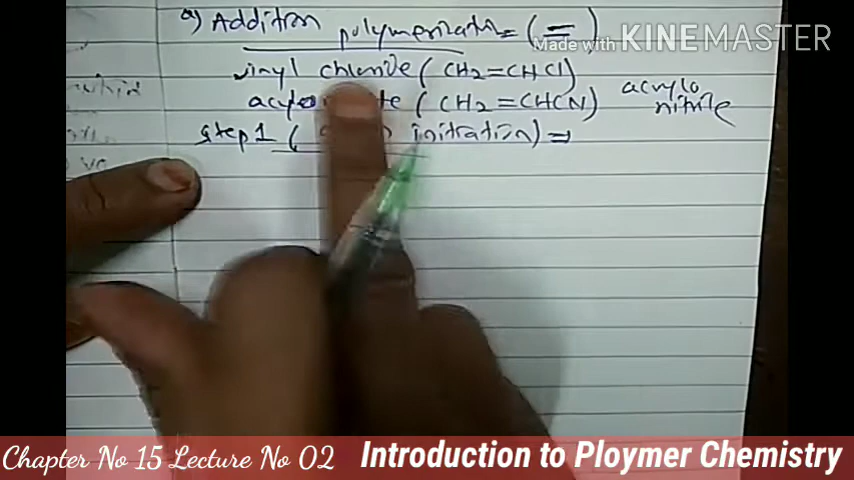 a) Addition polymerization = ( = )
Made with KINEMASTER
vinyl chloride ( CH2=CHCl)
( CH2=CHCN) acrylo
nitrile
Step 1 ( initration) =>
Chapter No 15 Lecture No 02 Introduction to Ploymer Chemistry